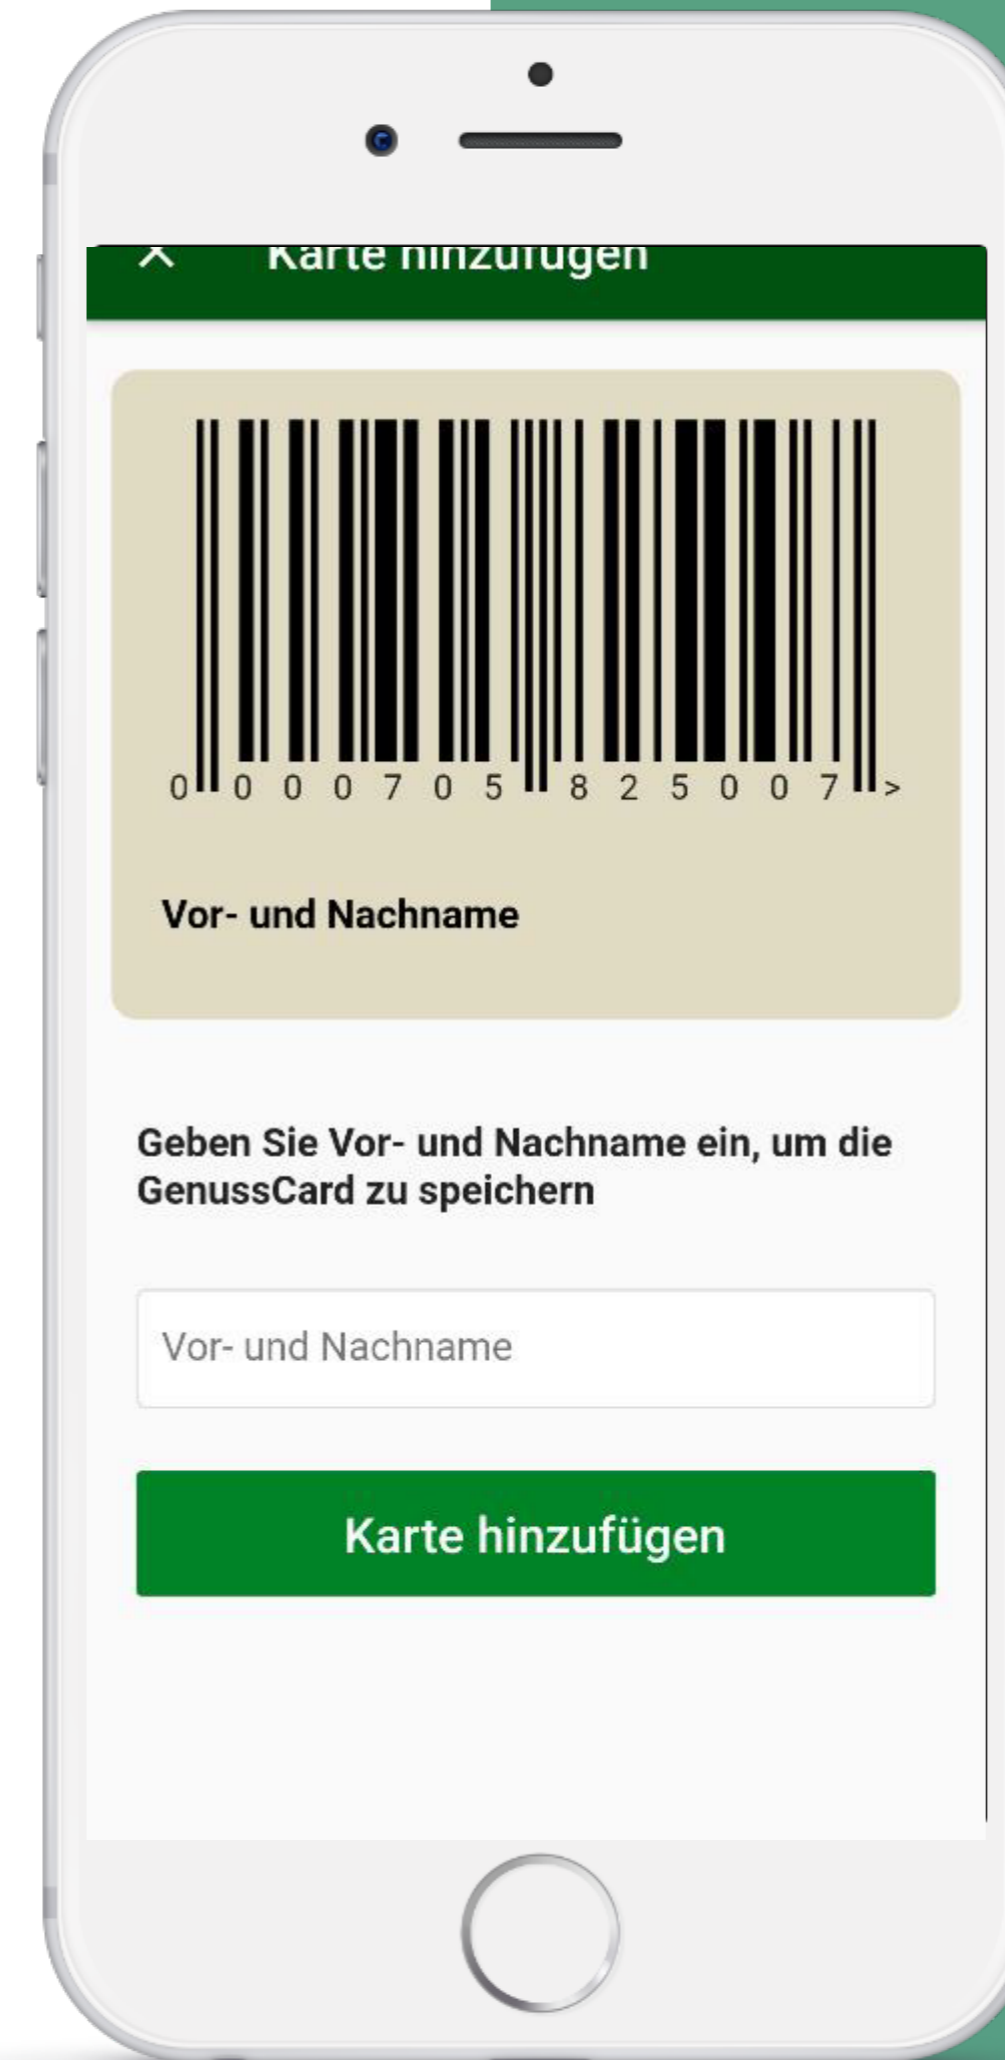 Karte hinzufügen
0 000705 825007 >
Vor- und Nachname
Geben Sie Vor- und Nachname ein, um die
GenussCard zu speichern
Vor- und Nachname
Karte hinzufügen